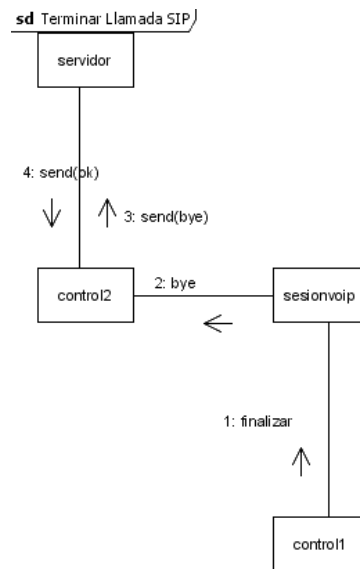 sd Terminar Llamada SIP
servidor
4: send(ok)
3: send(bye)
control2
2: bye
sesionvoip
1: finalizar
control1